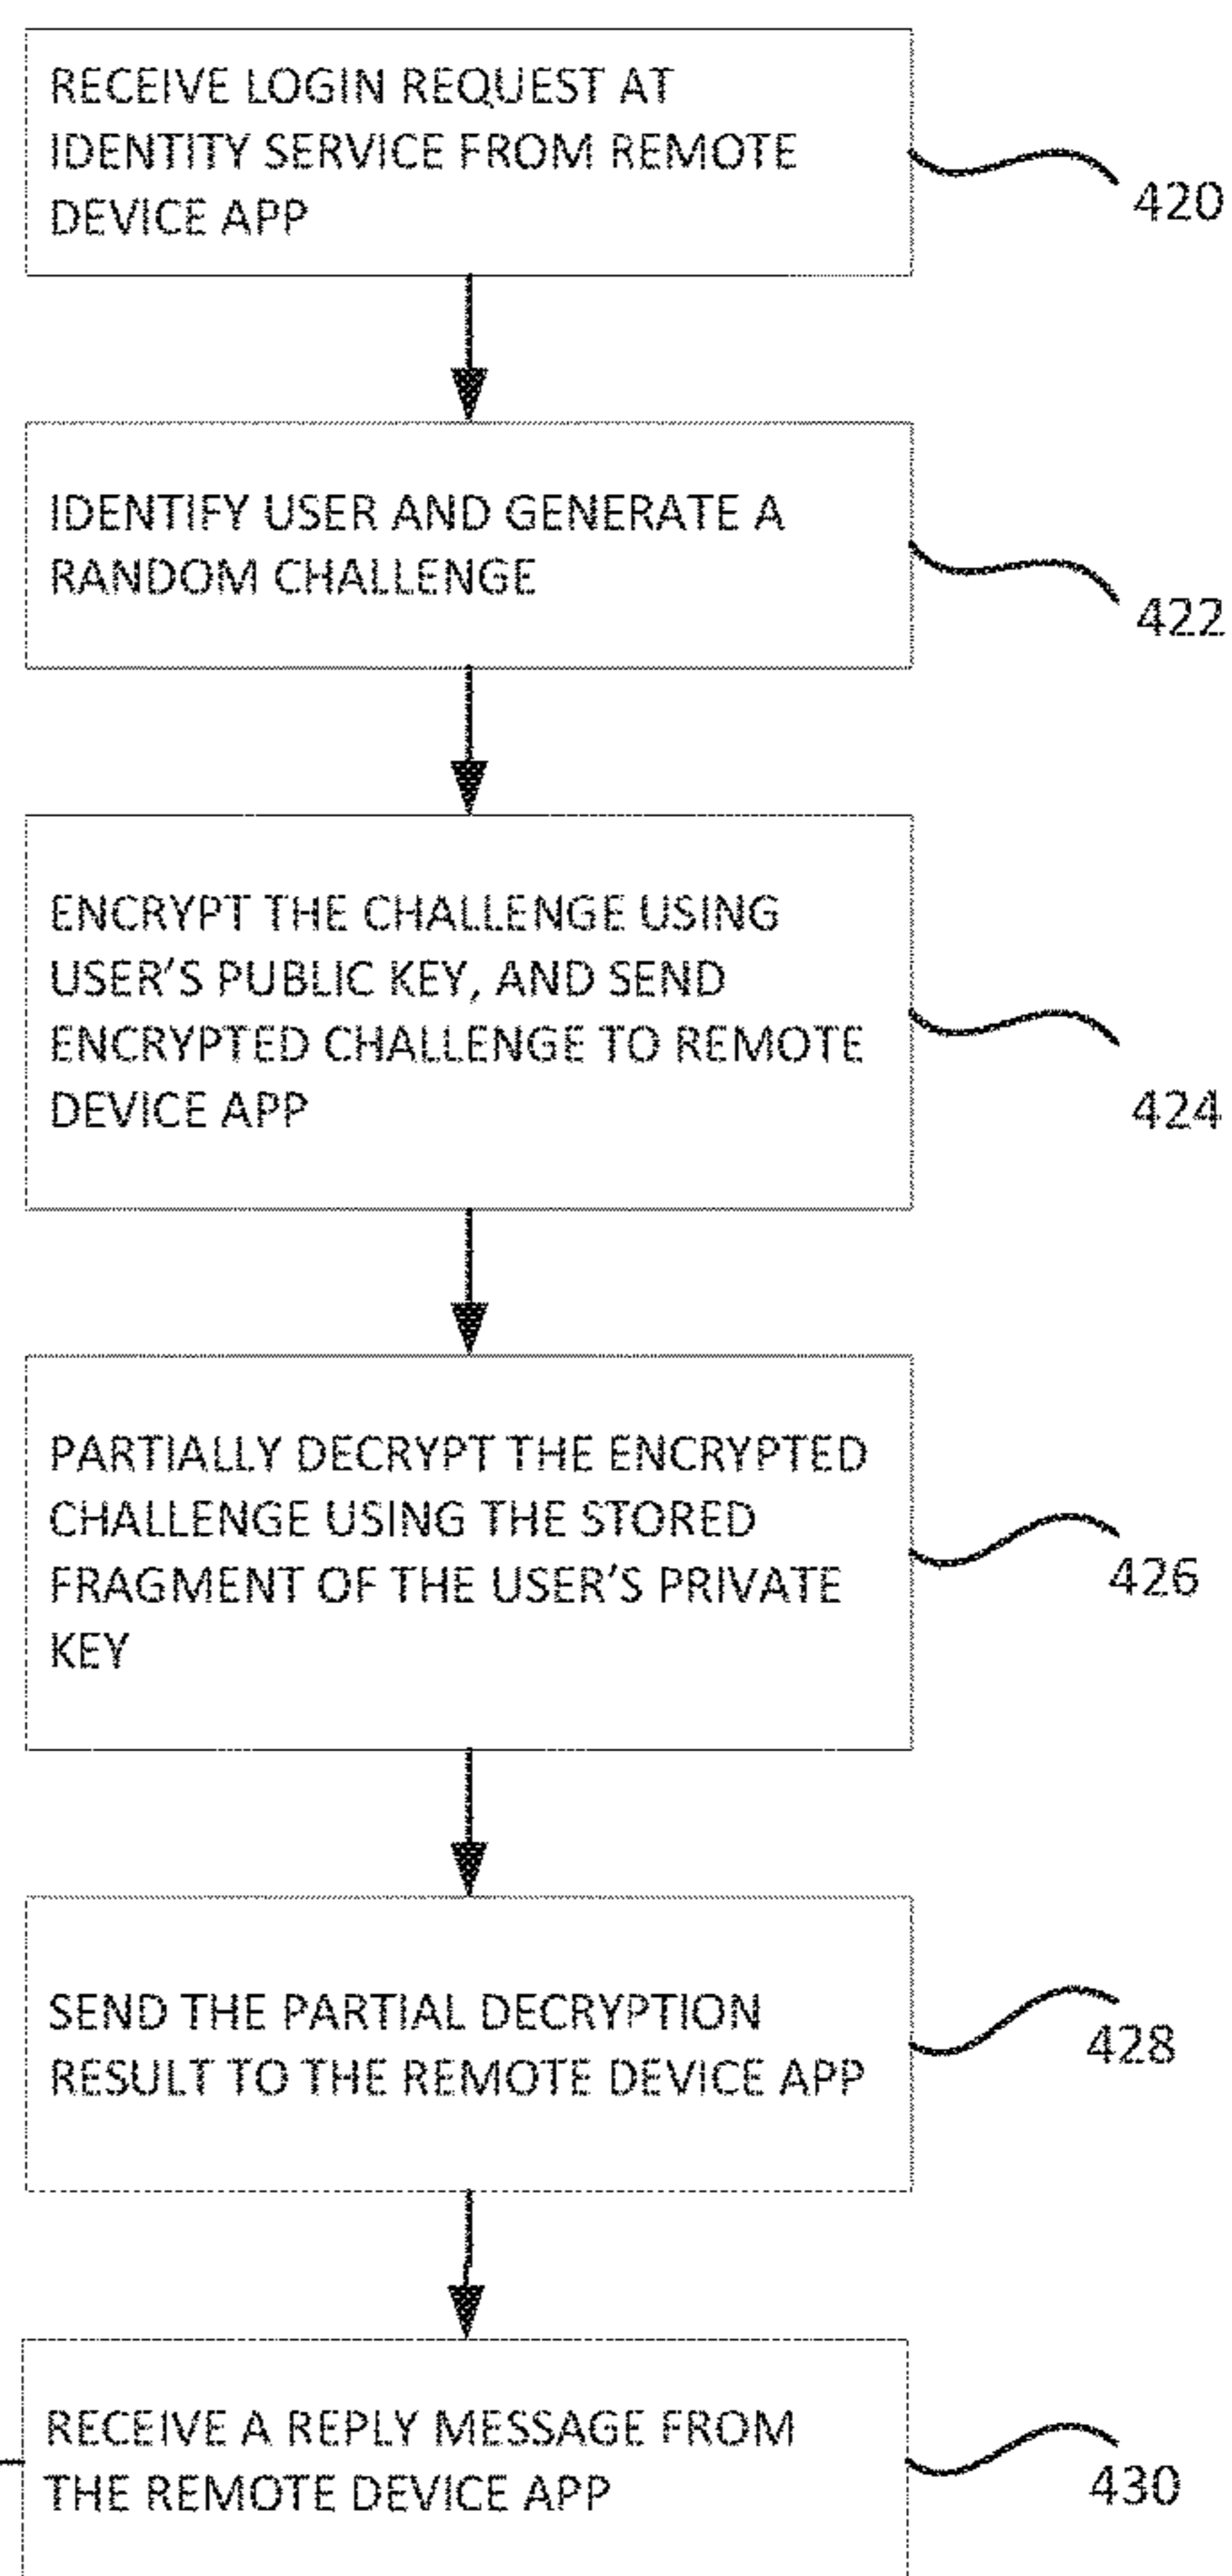 RECEIVE LOGIN REQUEST AT
IDENTITY SERVICE FROM REMOTE
DEVICE APP
420
IDENTIFY USER AND GENERATE A
RANDOM CHALLENGE
422
ENCRYPT THE CHALLENGE USING
USER'S PUBLIC KEY, AND SEND
ENCRYPTED CHALLENGE TO REMOTE
DEVICE APP
424
PARTIALLY DECRYPT THE ENCRYPTED
CHALLENGE USING THE STORED
FRAGMENT OF THE USER'S PRIVATE
KEY
426
SEND THE PARTIAL DECRYPTION
RESULT TO THE REMOTE DEVICE APP
428
RECEIVE A REPLY MESSAGE FROM
THE REMOTE DEVICE APP
430